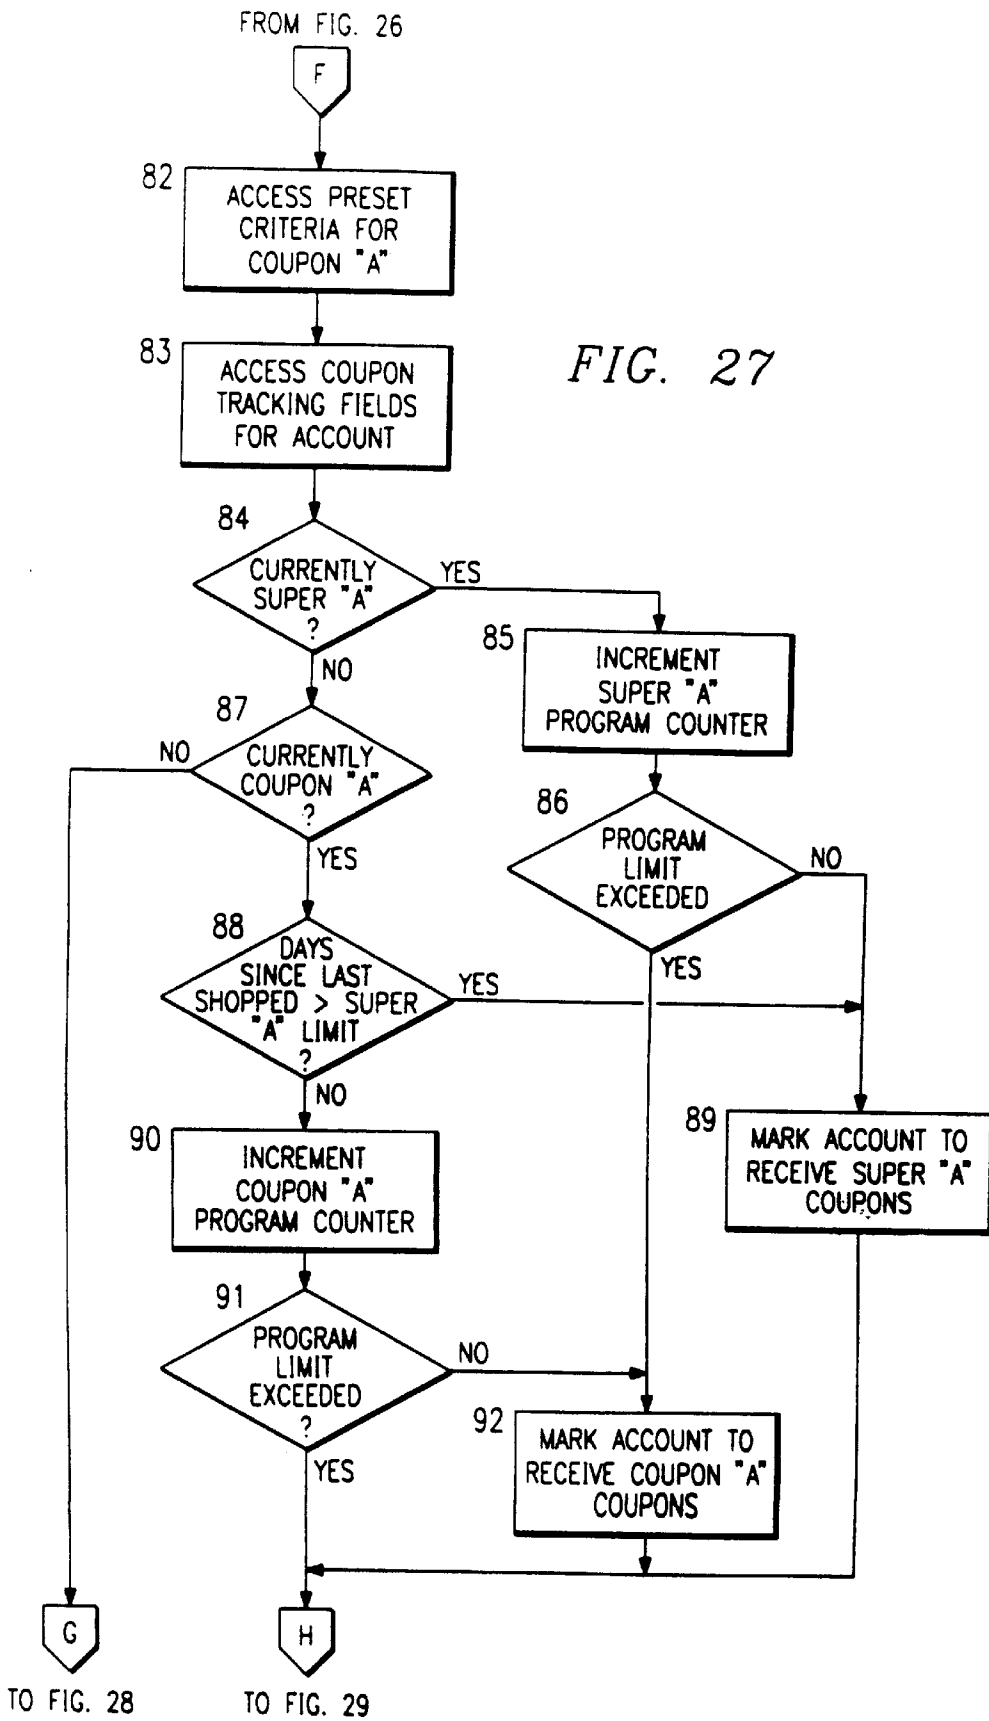 FROM FIG. 26
F
82
ACCESS PRESET
CRITERIA FOR
COUPON "A"
83
ACCESS COUPON
TRACKING FIELDS
FOR ACCOUNT
FIG. 27
84
CURRENTLY
SUPER "A"
?
YES
NO
85
INCREMENT
SUPER "A"
PROGRAM COUNTER
87
NO
CURRENTLY
COUPON "A"
?
YES
86
PROGRAM
LIMIT
EXCEEDED
NO
YES
88
DAYS
SINCE LAST
SHOPPED > SUPER
"A" LIMIT
?
YES
NO
89
MARK ACCOUNT TO
RECEIVE SUPER "A"
COUPONS
90
INCREMENT
COUPON "A"
PROGRAM COUNTER
91
PROGRAM
LIMIT
EXCEEDED
?
NO
YES
92
MARK ACCOUNT TO
RECEIVE COUPON "A"
COUPONS
G
H
TO FIG. 28
TO FIG. 29